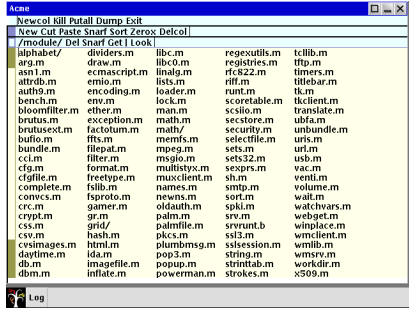 Acme
Newcol Kill Putall Dump Exit
New Cut Paste Snarf Sort Zerox Delcol
/module/ Del Snarf Get | Look
alphabet/ dividers.m libc.m regexutils.m tcllib.m
arg.m draw.m libc0.m registries.m tftp.m
asn1.m ecmascript.m linalg.m rfc822.m timers.m
attrdb.m emio.m lists.m riff.m titlebar.m
auth9.m encoding.m loader.m runt.m tk.m
bench.m env.m lock.m scoretable.m tkclient.m
bloomfilter.m ether.m man.m scsiio.m translate.m
brutus.m exception.m math.m secstore.m ubfa.m
brutusext.m factotum.m math/ security.m unbundle.m
bufio.m ffts.m memfs.m selectfile.m uris.m
bundle.m filepat.m mpeg.m sets.m url.m
cci.m filter.m msgio.m sets32.m usb.m
cfg.m format.m multistyx.m sexprs.m vac.m
cfgfile.m freetype.m muxclient.m sh.m venti.m
complete.m fslib.m names.m smtp.m volume.m
convcs.m fsproto.m newns.m sort.m wait.m
crc.m gamer.m oldauth.m spki.m watchvars.m
crypt.m gr.m palm.m srv.m webget.m
css.m grid/ palmfile.m srvrunt.b winplace.m
csv.m hash.m pkcs.m ssl3.m wmclient.m
cvsimages.m html.m plumbmsg.m sslsession.m wmlib.m
daytime.m ida.m pop3.m string.m wmsrv.m
db.m imagefile.m popup.m strinttab.m workdir.m
dbm.m inflate.m powerman.m strokes.m x509.m
Log